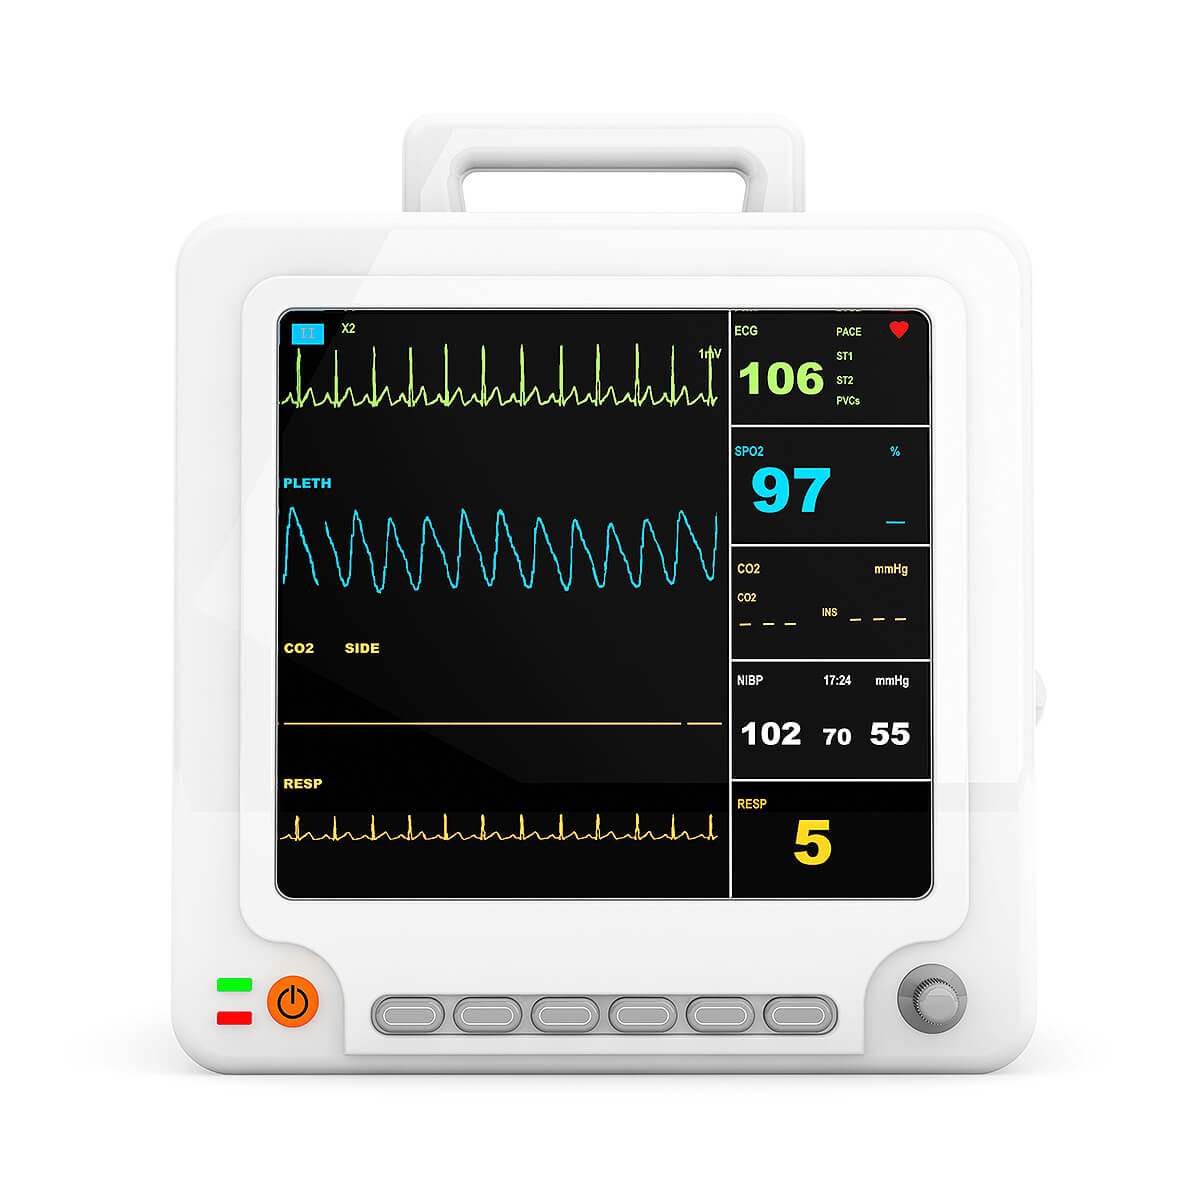 II X2
1mV
PLETH
CO2 SIDE
RESP
ECG PACE
ST1
106
ST2
PVCs
SPO2 %
97
CO2 mmHg
CO2
INS
_ _ _ _ _ _
NIBP 17:24 mmHg
102 70 55
RESP
5